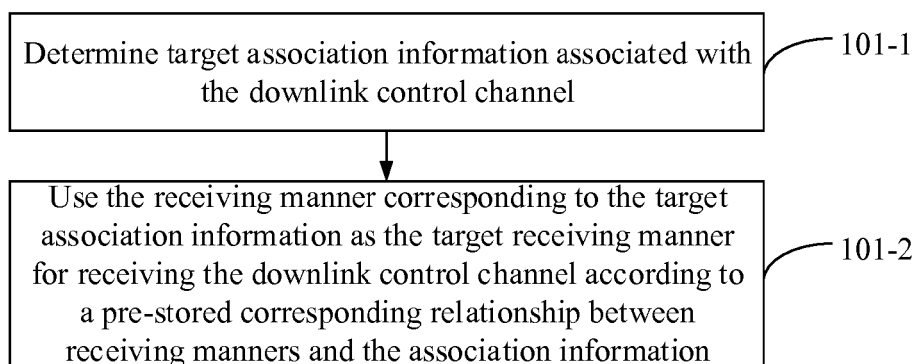 Determine target association information associated with
the downlink control channel
101-1
Use the receiving manner corresponding to the target
association information as the target receiving manner
for receiving the downlink control channel according to
a pre-stored corresponding relationship between
receiving manners and the association information
101-2